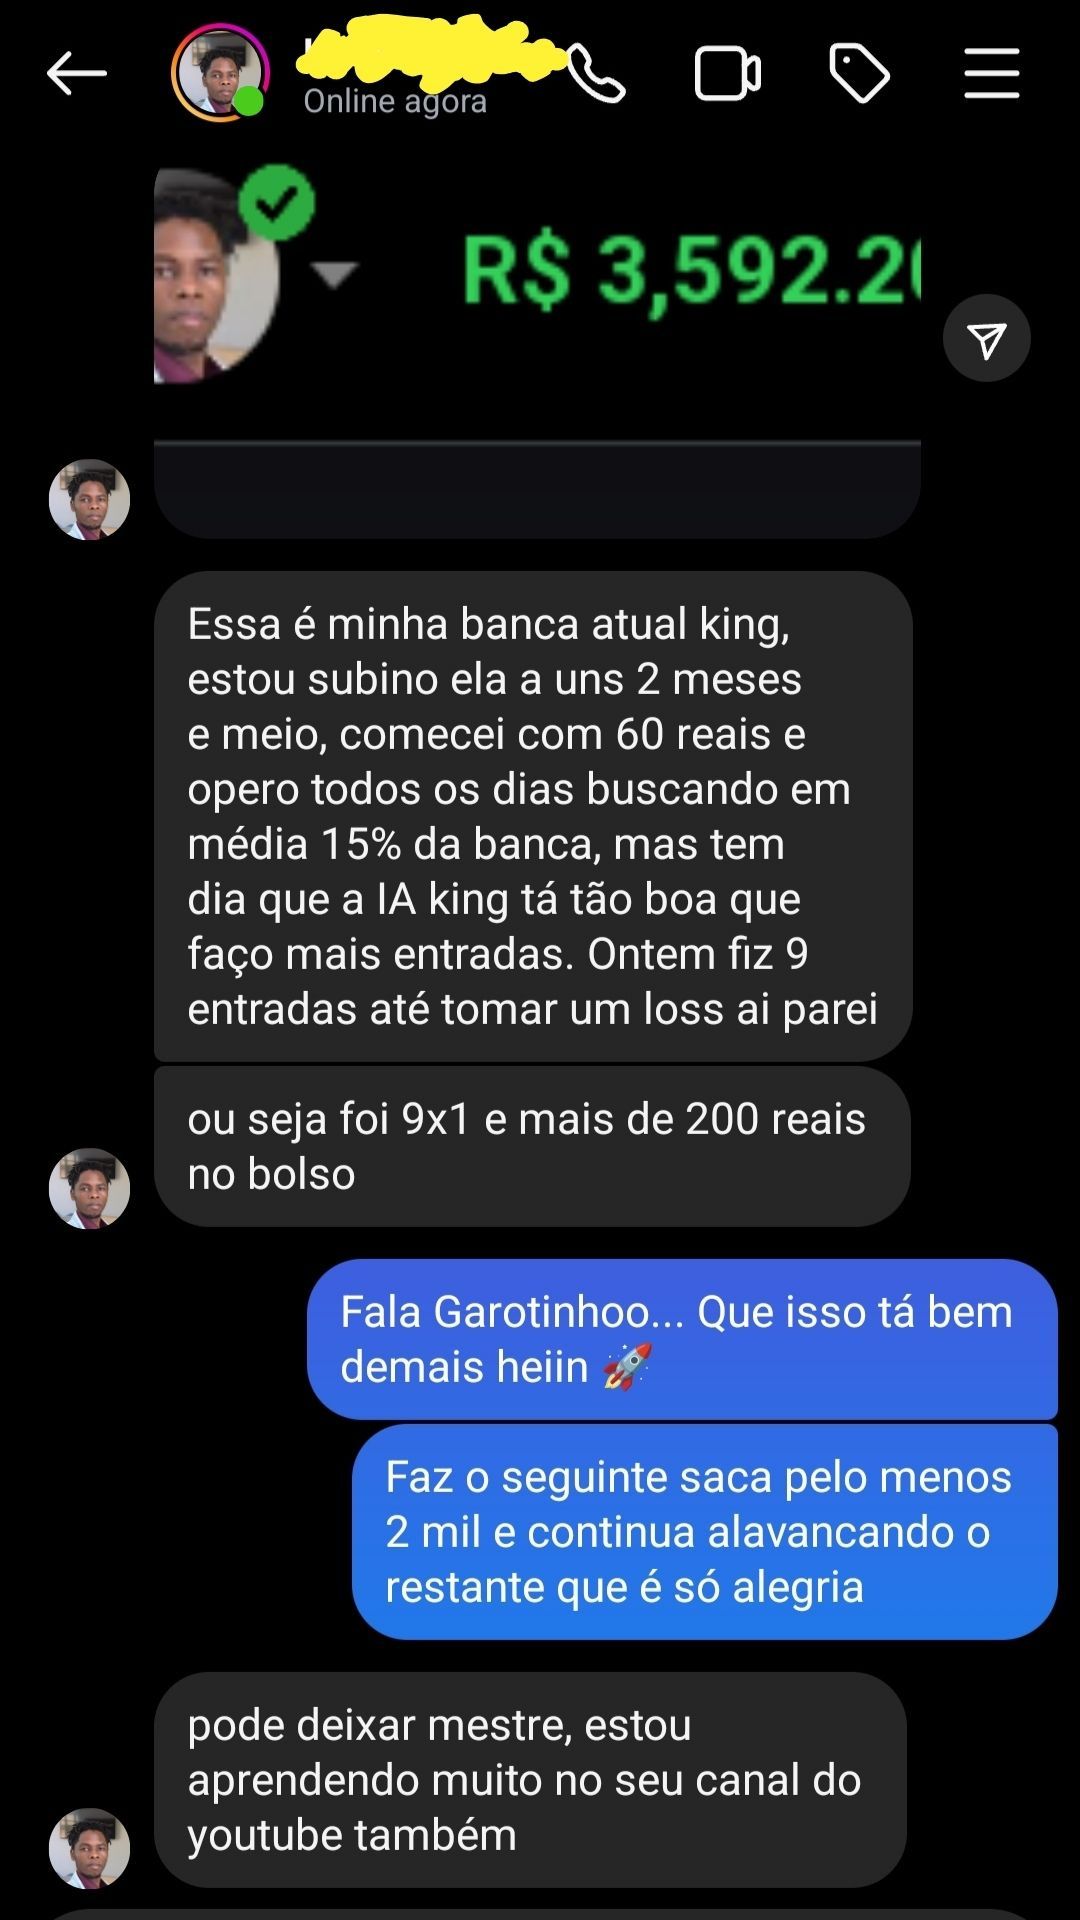 Online agora
R$ 3,592.2
Essa é minha banca atual king,
estou subino ela a uns 2 meses
e meio, comecei com 60 reais e
opero todos os dias buscando em
média 15% da banca, mas tem
dia que a IA king tá tão boa que
faço mais entradas. Ontem fiz 9
entradas até tomar um loss ai parei
ou seja foi 9x1 e mais de 200 reais
no bolso
Fala Garotinhoo... Que isso tá bem
demais heiin 🚀
Faz o seguinte saca pelo menos
2 mil e continua alavancando o
restante que é só alegria
pode deixar mestre, estou
aprendendo muito no seu canal do
youtube também